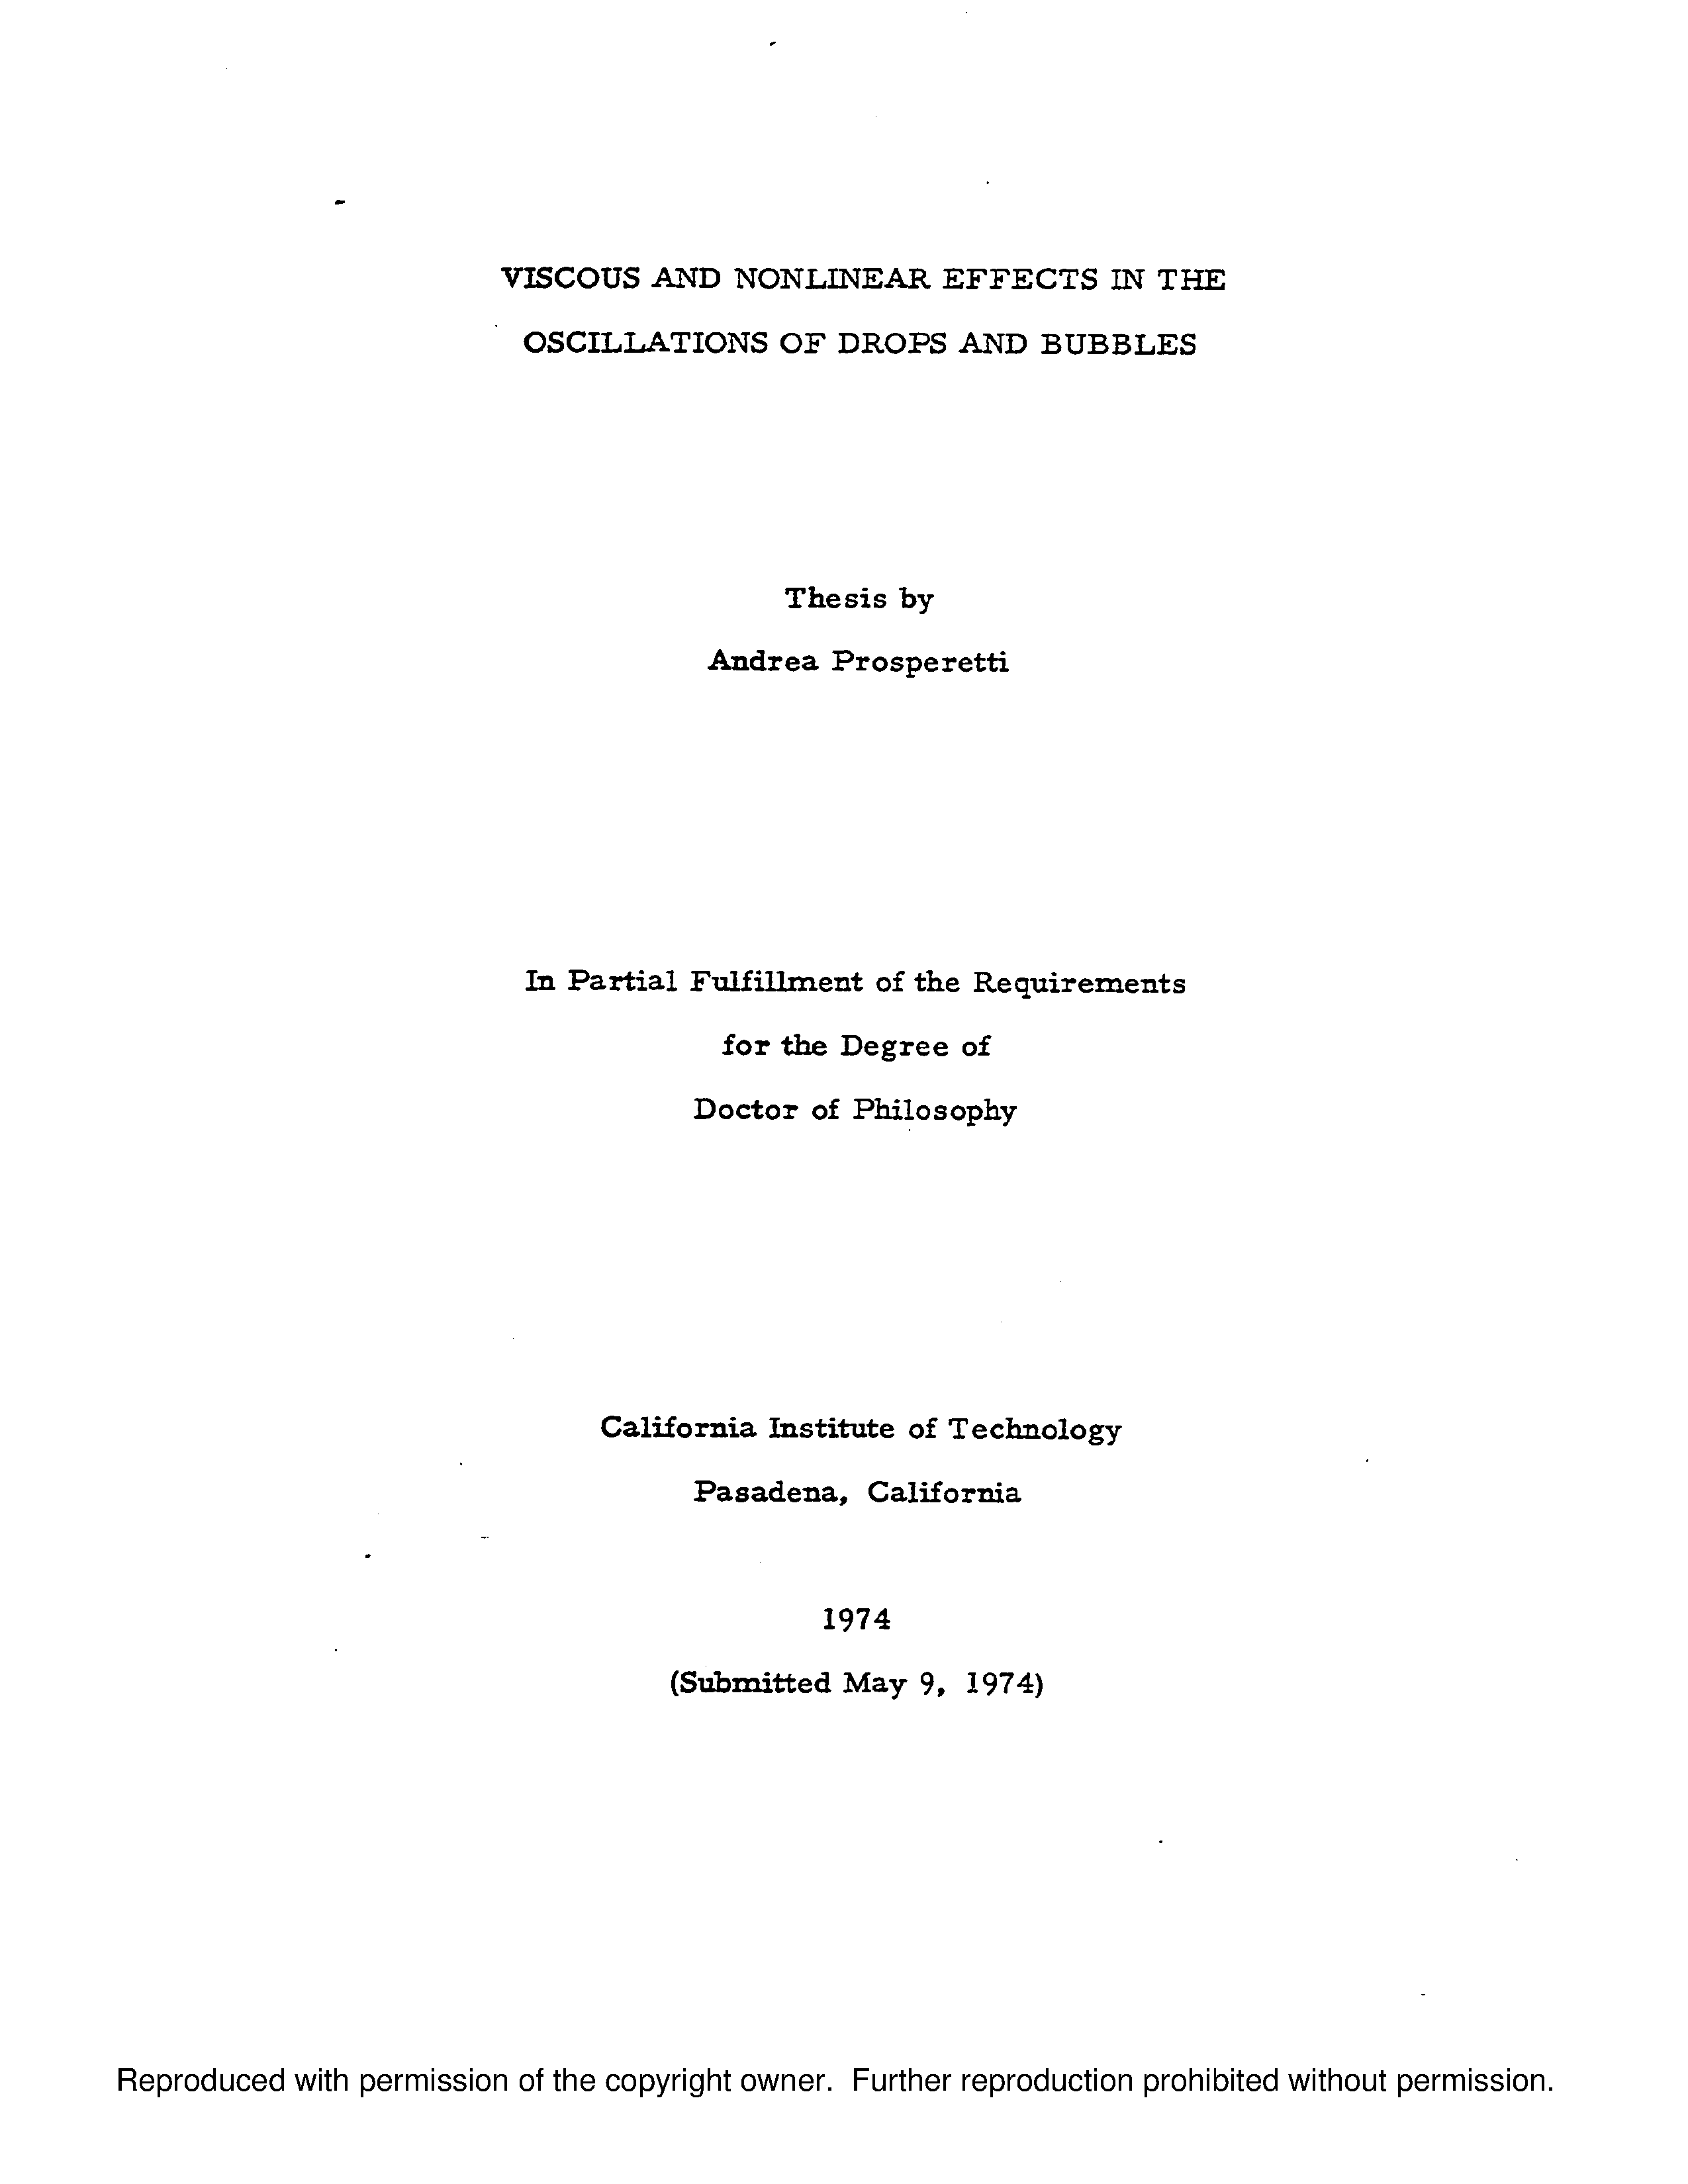 VISCOUS AND NONLINEAR EFFECTS IN THE
OSCILLATIONS OF DROPS AND BUBBLES
Thesis by
Andrea Prosperetti
In Partial Fulfillment of the Requirements
for the Degree of
Doctor of Philosophy
California Institute of Technology
Pasadena, California
1974
(Submitted May 9, 1974)
Reproduced with permission of the copyright owner. Further reproduction prohibited without permission.